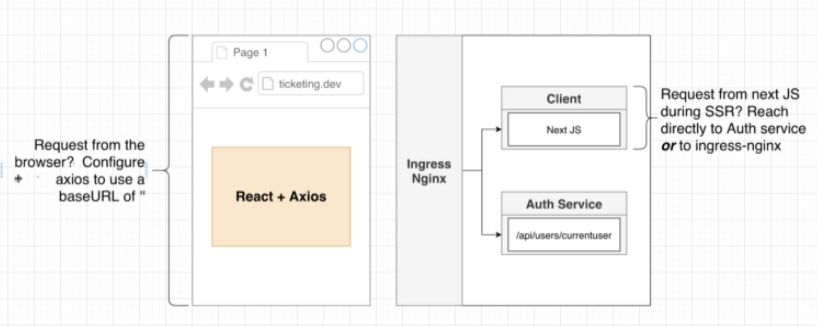 Page 1
ticketing.dev
Request from the
browser? Configure
axios to use a
baseURL of ''
React + Axios
Ingress
Nginx
Client
Next JS
Auth Service
/api/users/currentuser
Request from next JS
during SSR? Reach
directly to Auth service
or to ingress-nginx